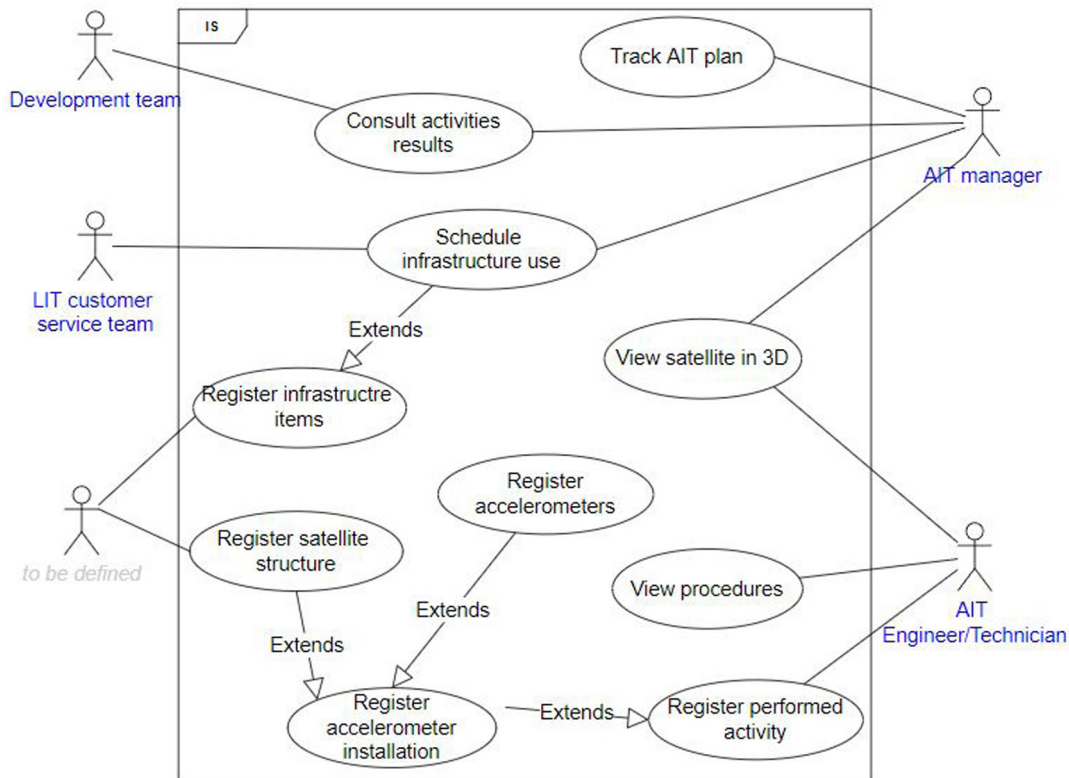 IS
Track AIT plan
Development team
Consult activities
results
AIT manager
Schedule
infrastructure use
LIT customer
service team
Extends
View satellite in 3D
Register infrastructre
items
Register
accelerometers
Register satellite
structure
to be defined
View procedures
Extends
AIT
Engineer/Technician
Extends
Register
accelerometer
installation
Extends
Register performed
activity